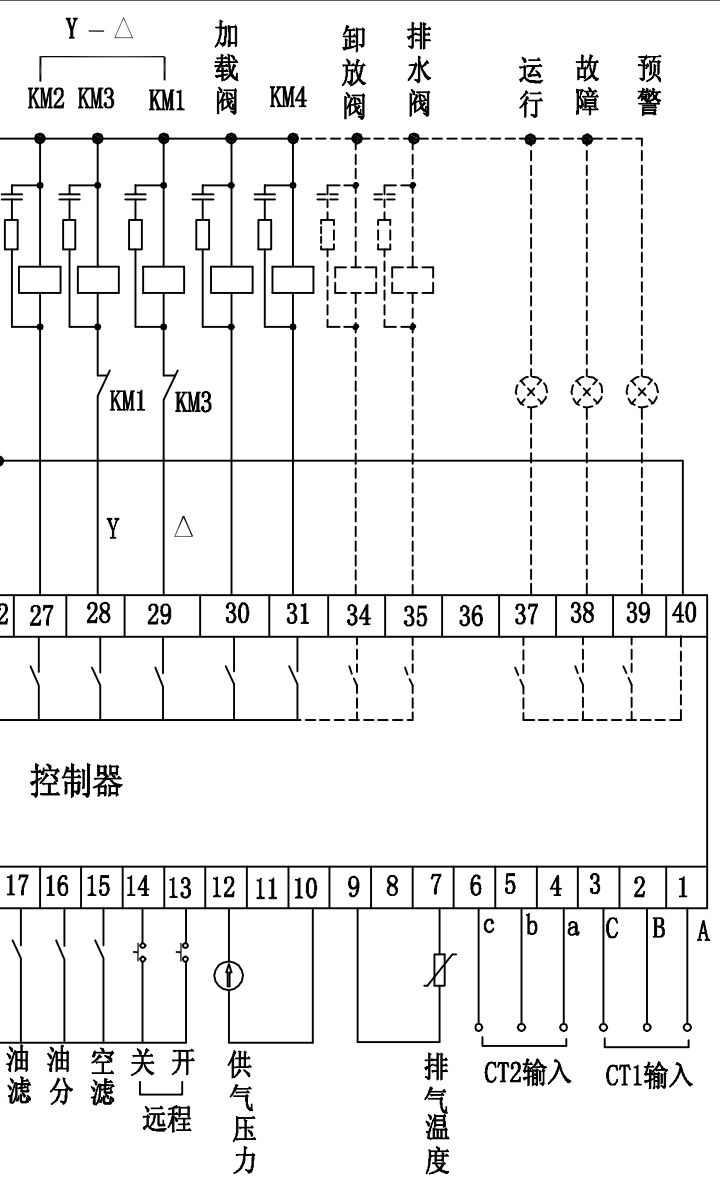 Y - △
KM2 KM3 KM1 加载阀 KM4 卸放阀 排水阀 运行 故障 预警
KM1 KM3
Y △
2 27 28 29 30 31 34 35 36 37 38 39 40
控制器
17 16 15 14 13 12 11 10 9 8 7 6 5 4 3 2 1
c b a C B A
油滤 油分 空滤 关 开 供气压力 排气温度 CT2输入 CT1输入
远程